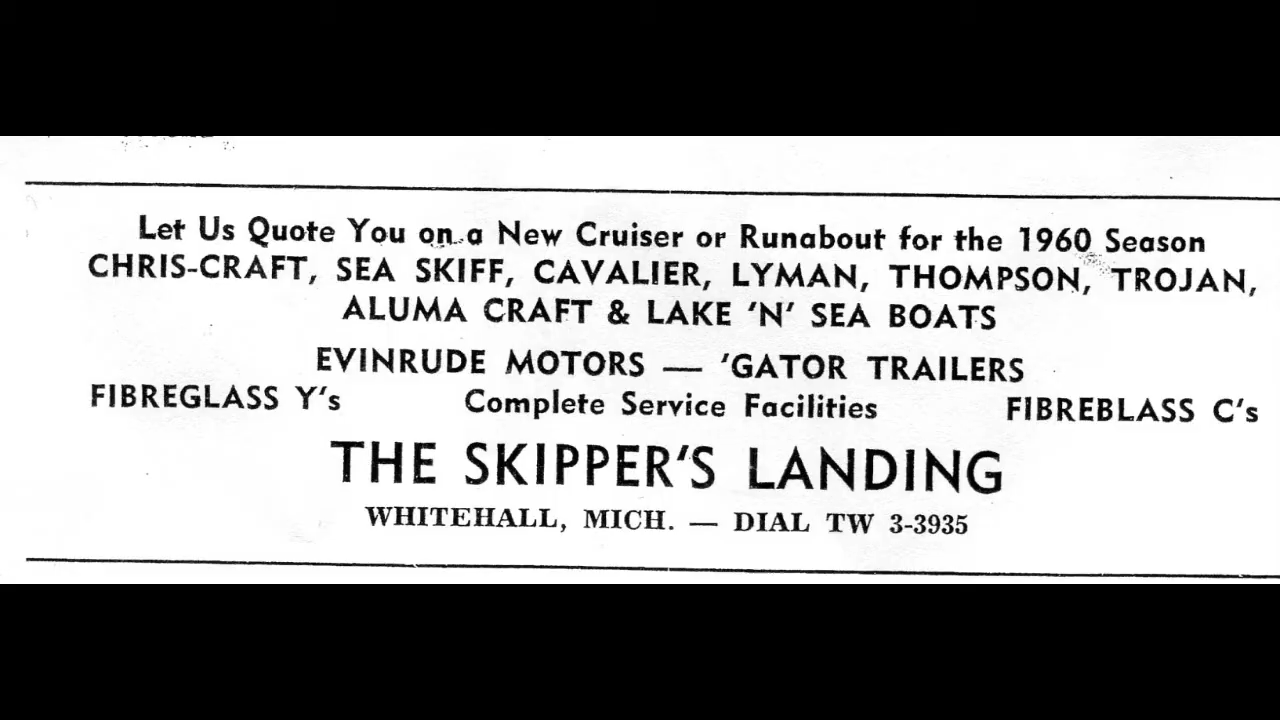 Let Us Quote You on a New Cruiser or Runabout for the 1960 Season
CHRIS-CRAFT, SEA SKIFF, CAVALIER, LYMAN, THOMPSON, TROJAN,
ALUMA CRAFT & LAKE 'N' SEA BOATS
EVINRUDE MOTORS — 'GATOR TRAILERS
FIBREGLASS Y's Complete Service Facilities FIBREBLASS C's
THE SKIPPER'S LANDING
WHITEHALL, MICH. — DIAL TW 3-3935